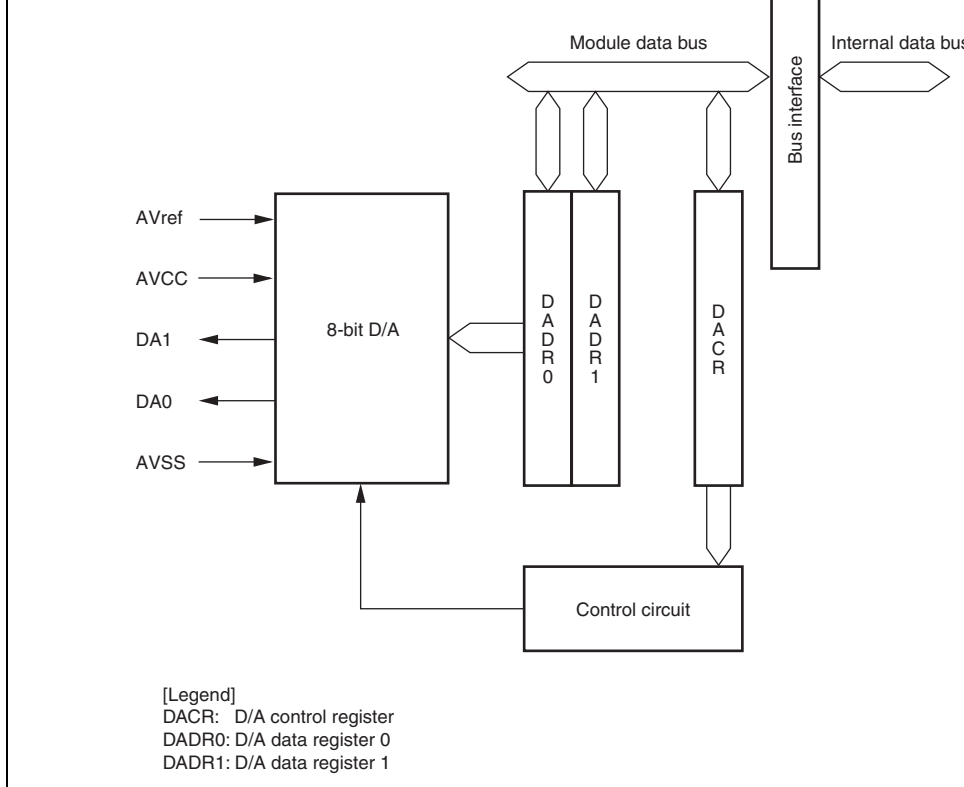 Module data bus
Internal data bus
Bus interface
AVref
AVCC
DA1
DA0
AVSS
8-bit D/A
DADR0
DADR1
DACR
Control circuit
[Legend]
DACR: D/A control register
DADR0: D/A data register 0
DADR1: D/A data register 1